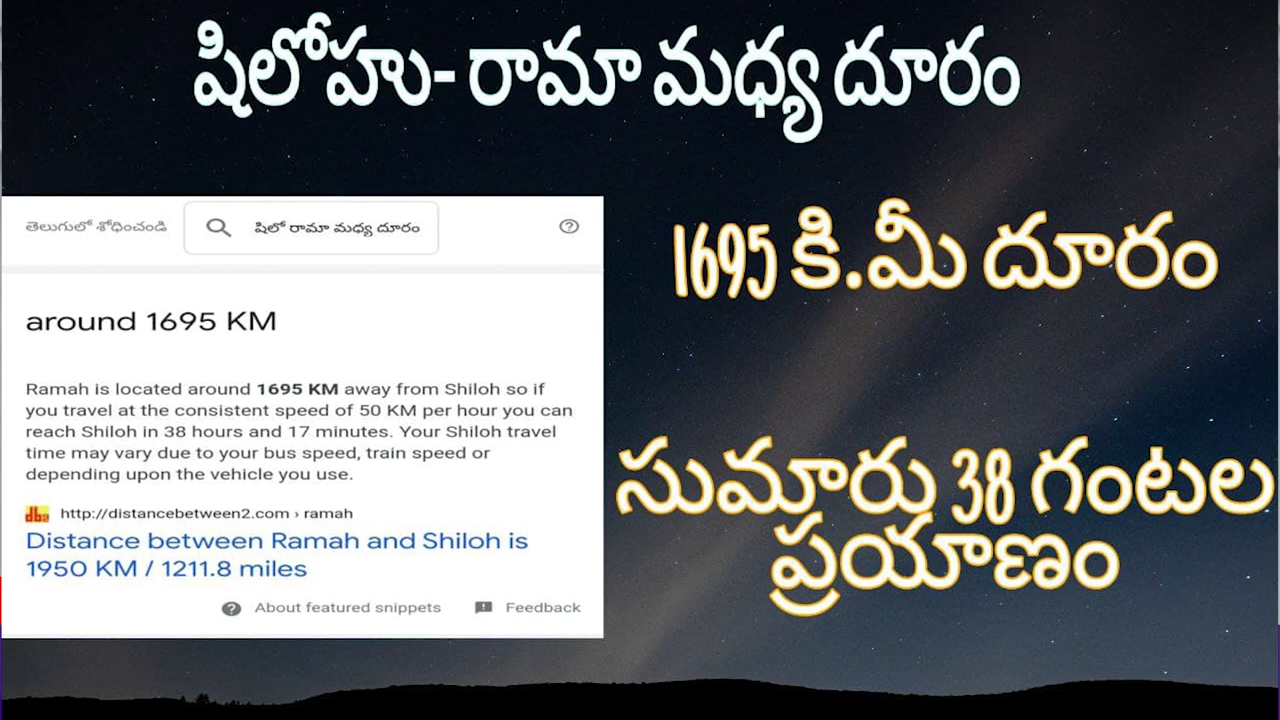 షిలోహు- రామా మధ్య దూరం
తెలుగులో శోధించండి
షిలో రామా మధ్య దూరం
1695 కి.మీ దూరం
around 1695 KM
Ramah is located around 1695 KM away from Shiloh so if
you travel at the consistent speed of 50 KM per hour you can
reach Shiloh in 38 hours and 17 minutes. Your Shiloh travel
time may vary due to your bus speed, train speed or
depending upon the vehicle you use.
సుమారు 38 గంటల
ప్రయాణం
db2 http://distancebetween2.com › ramah
Distance between Ramah and Shiloh is
1950 KM / 1211.8 miles
About featured snippets Feedback